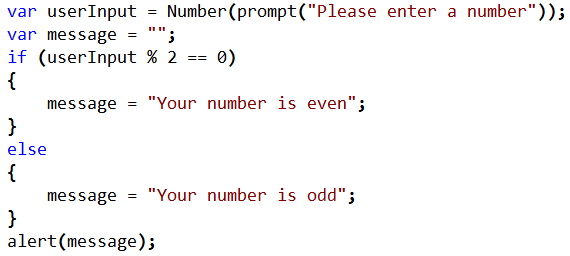 var userInput = Number(prompt("Please enter a number"));
var message = "";
if (userInput % 2 == 0)
{
    message = "Your number is even";
}
else
{
    message = "Your number is odd";
}
alert(message);